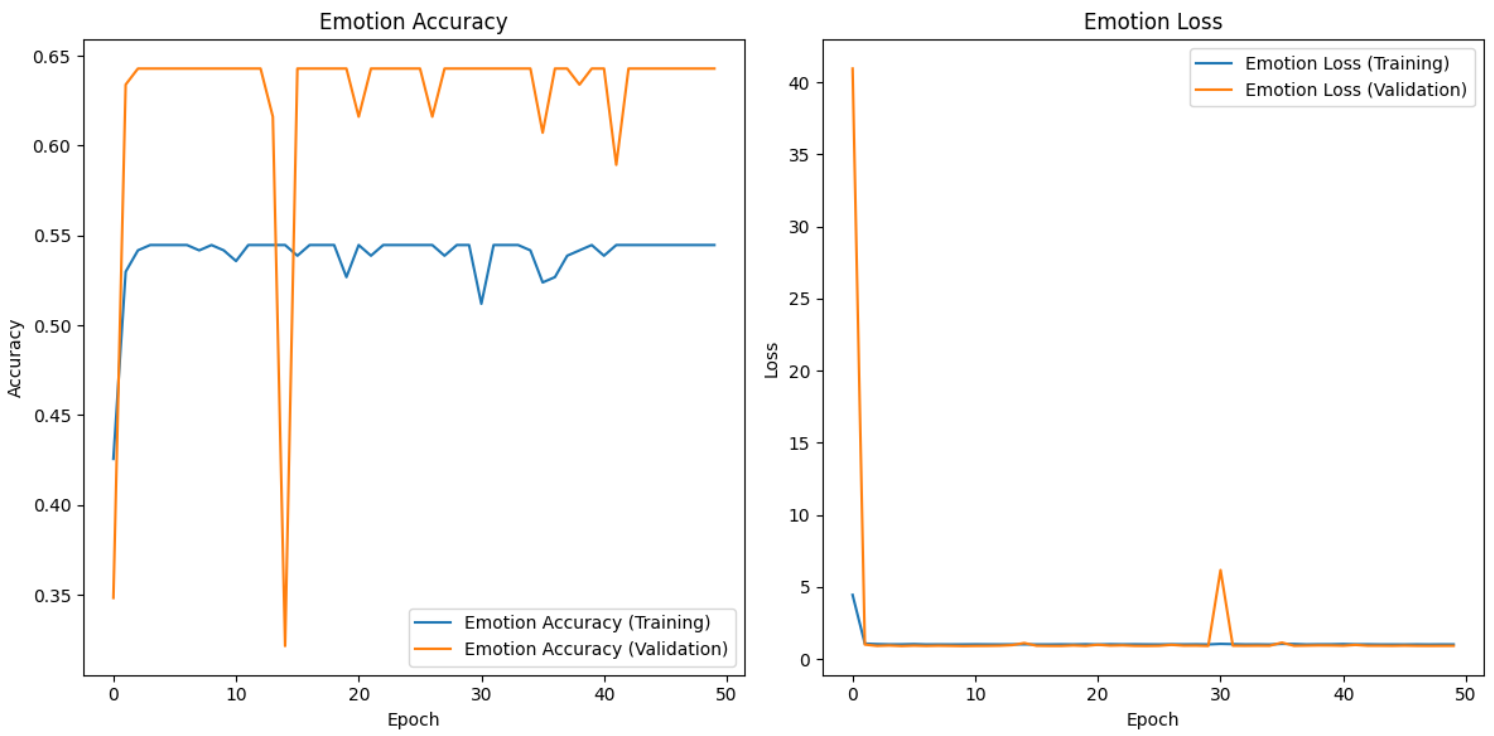 Emotion Accuracy
0.65
0.60
0.55
0.50
0.45
0.40
0.35
Accuracy
0
10
20
30
40
50
Epoch
Emotion Accuracy (Training)
Emotion Accuracy (Validation)
Emotion Loss
40
35
30
25
20
15
10
5
0
Loss
0
10
20
30
40
50
Epoch
Emotion Loss (Training)
Emotion Loss (Validation)